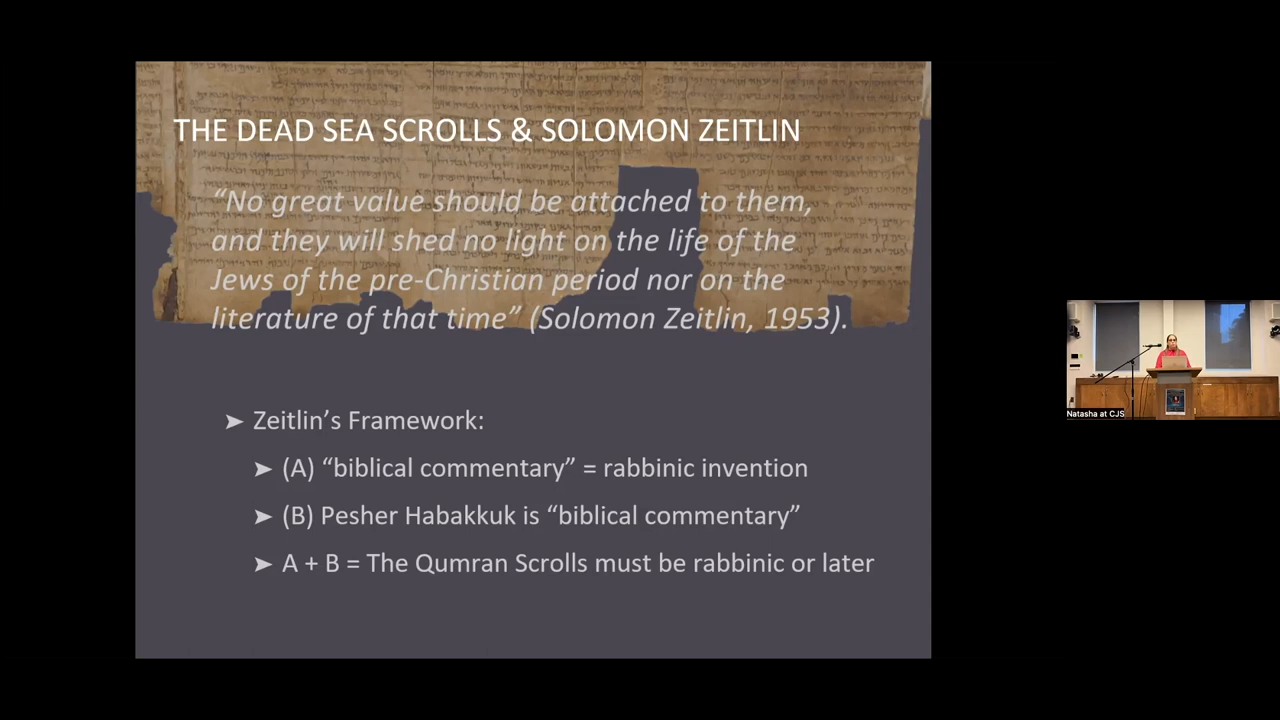 THE DEAD SEA SCROLLS & SOLOMON ZEITLIN
“No great value should be attached to them,
and they will shed no light on the life of the
Jews of the pre-Christian period nor on the
literature of that time” (Solomon Zeitlin, 1953).
➤ Zeitlin’s Framework:
➤ (A) “biblical commentary” = rabbinic invention
➤ (B) Pesher Habakkuk is “biblical commentary”
➤ A + B = The Qumran Scrolls must be rabbinic or later
Natasha at CJS